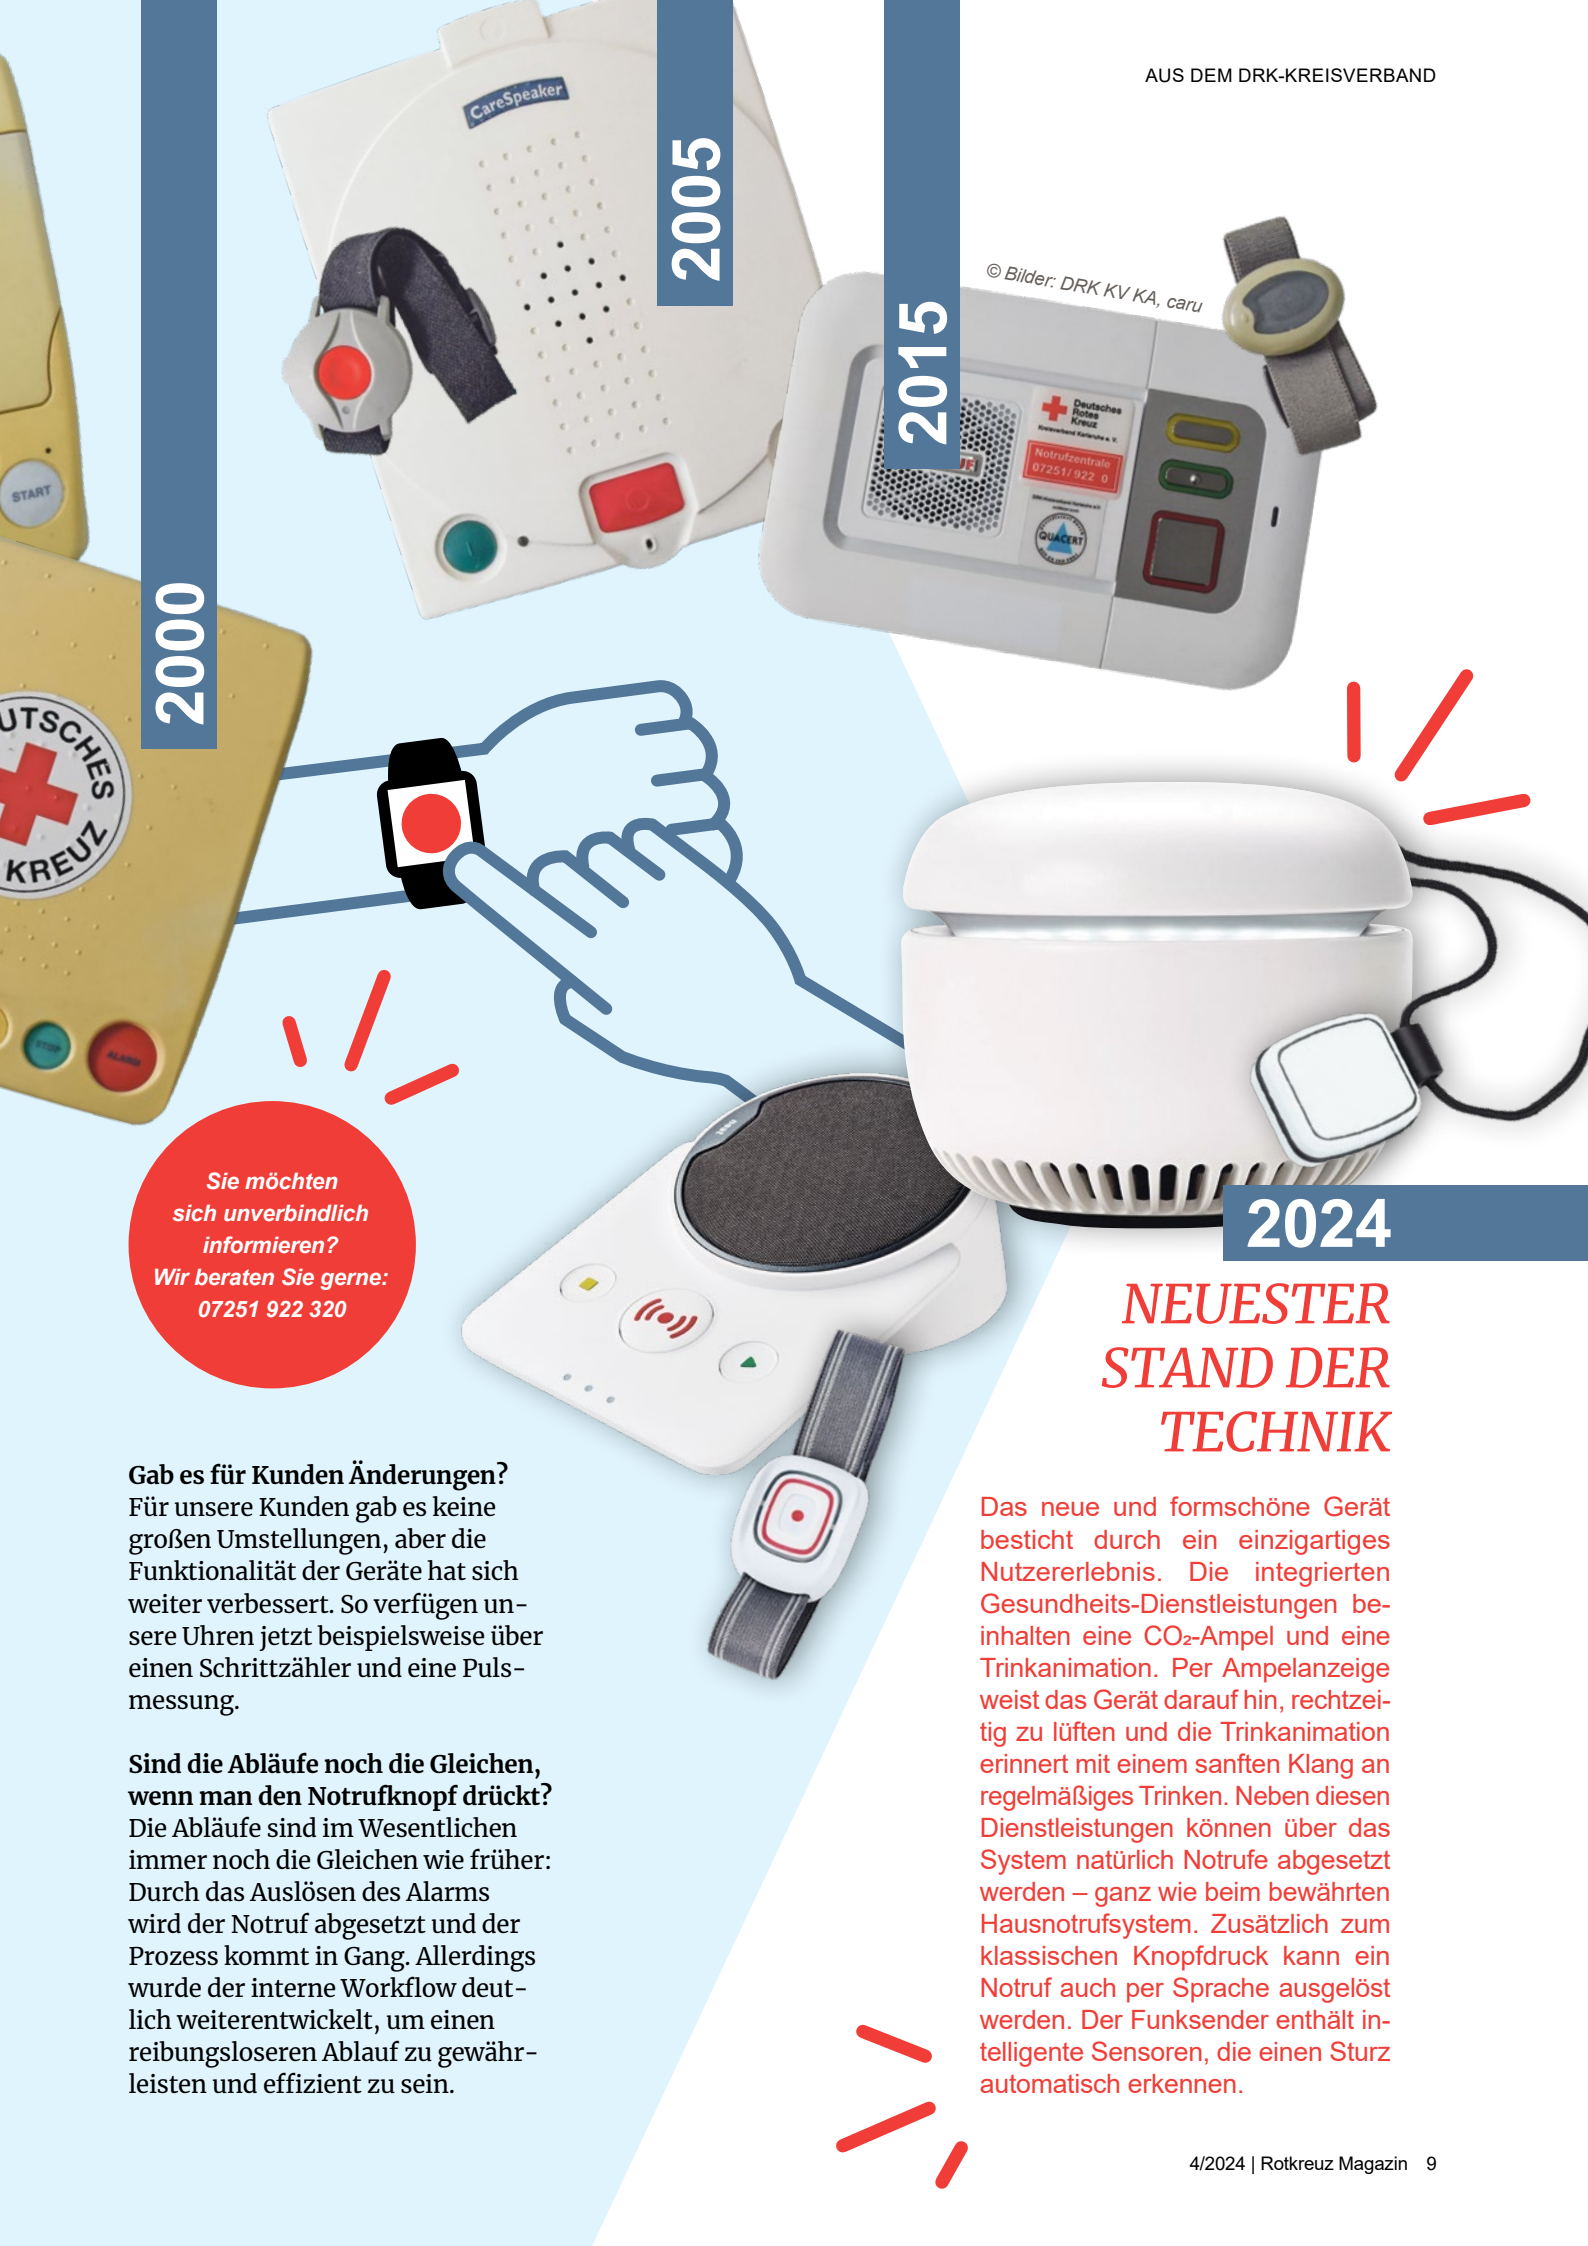 AUS DEM DRK-KREISVERBAND
CareSpeaker
2005
2015
2000
© Bilder: DRK KV KA, caru
Deutsches
Rotes
Kreuz
Kreisverband Karlsruhe e. V.
Notrufzentrale
07251/ 922 0
QUACERT
START
UTSCHES
KREUZ
STOP
ALARM
Sie möchten
sich unverbindlich
informieren?
Wir beraten Sie gerne:
07251 922 320
2024
NEUESTER
STAND DER
TECHNIK
Gab es für Kunden Änderungen?
Für unsere Kunden gab es keine
großen Umstellungen, aber die
Funktionalität der Geräte hat sich
weiter verbessert. So verfügen un-
sere Uhren jetzt beispielsweise über
einen Schrittzähler und eine Puls-
messung.
Sind die Abläufe noch die Gleichen,
wenn man den Notrufknopf drückt?
Die Abläufe sind im Wesentlichen
immer noch die Gleichen wie früher:
Durch das Auslösen des Alarms
wird der Notruf abgesetzt und der
Prozess kommt in Gang. Allerdings
wurde der interne Workflow deut-
lich weiterentwickelt, um einen
reibungsloseren Ablauf zu gewähr-
leisten und effizient zu sein.
Das neue und formschöne Gerät
besticht durch ein einzigartiges
Nutzererlebnis. Die integrierten
Gesundheits-Dienstleistungen be-
inhalten eine CO₂-Ampel und eine
Trinkanimation. Per Ampelanzeige
weist das Gerät darauf hin, rechtzei-
tig zu lüften und die Trinkanimation
erinnert mit einem sanften Klang an
regelmäßiges Trinken. Neben diesen
Dienstleistungen können über das
System natürlich Notrufe abgesetzt
werden – ganz wie beim bewährten
Hausnotrufsystem. Zusätzlich zum
klassischen Knopfdruck kann ein
Notruf auch per Sprache ausgelöst
werden. Der Funksender enthält in-
telligente Sensoren, die einen Sturz
automatisch erkennen.
4/2024 | Rotkreuz Magazin 9